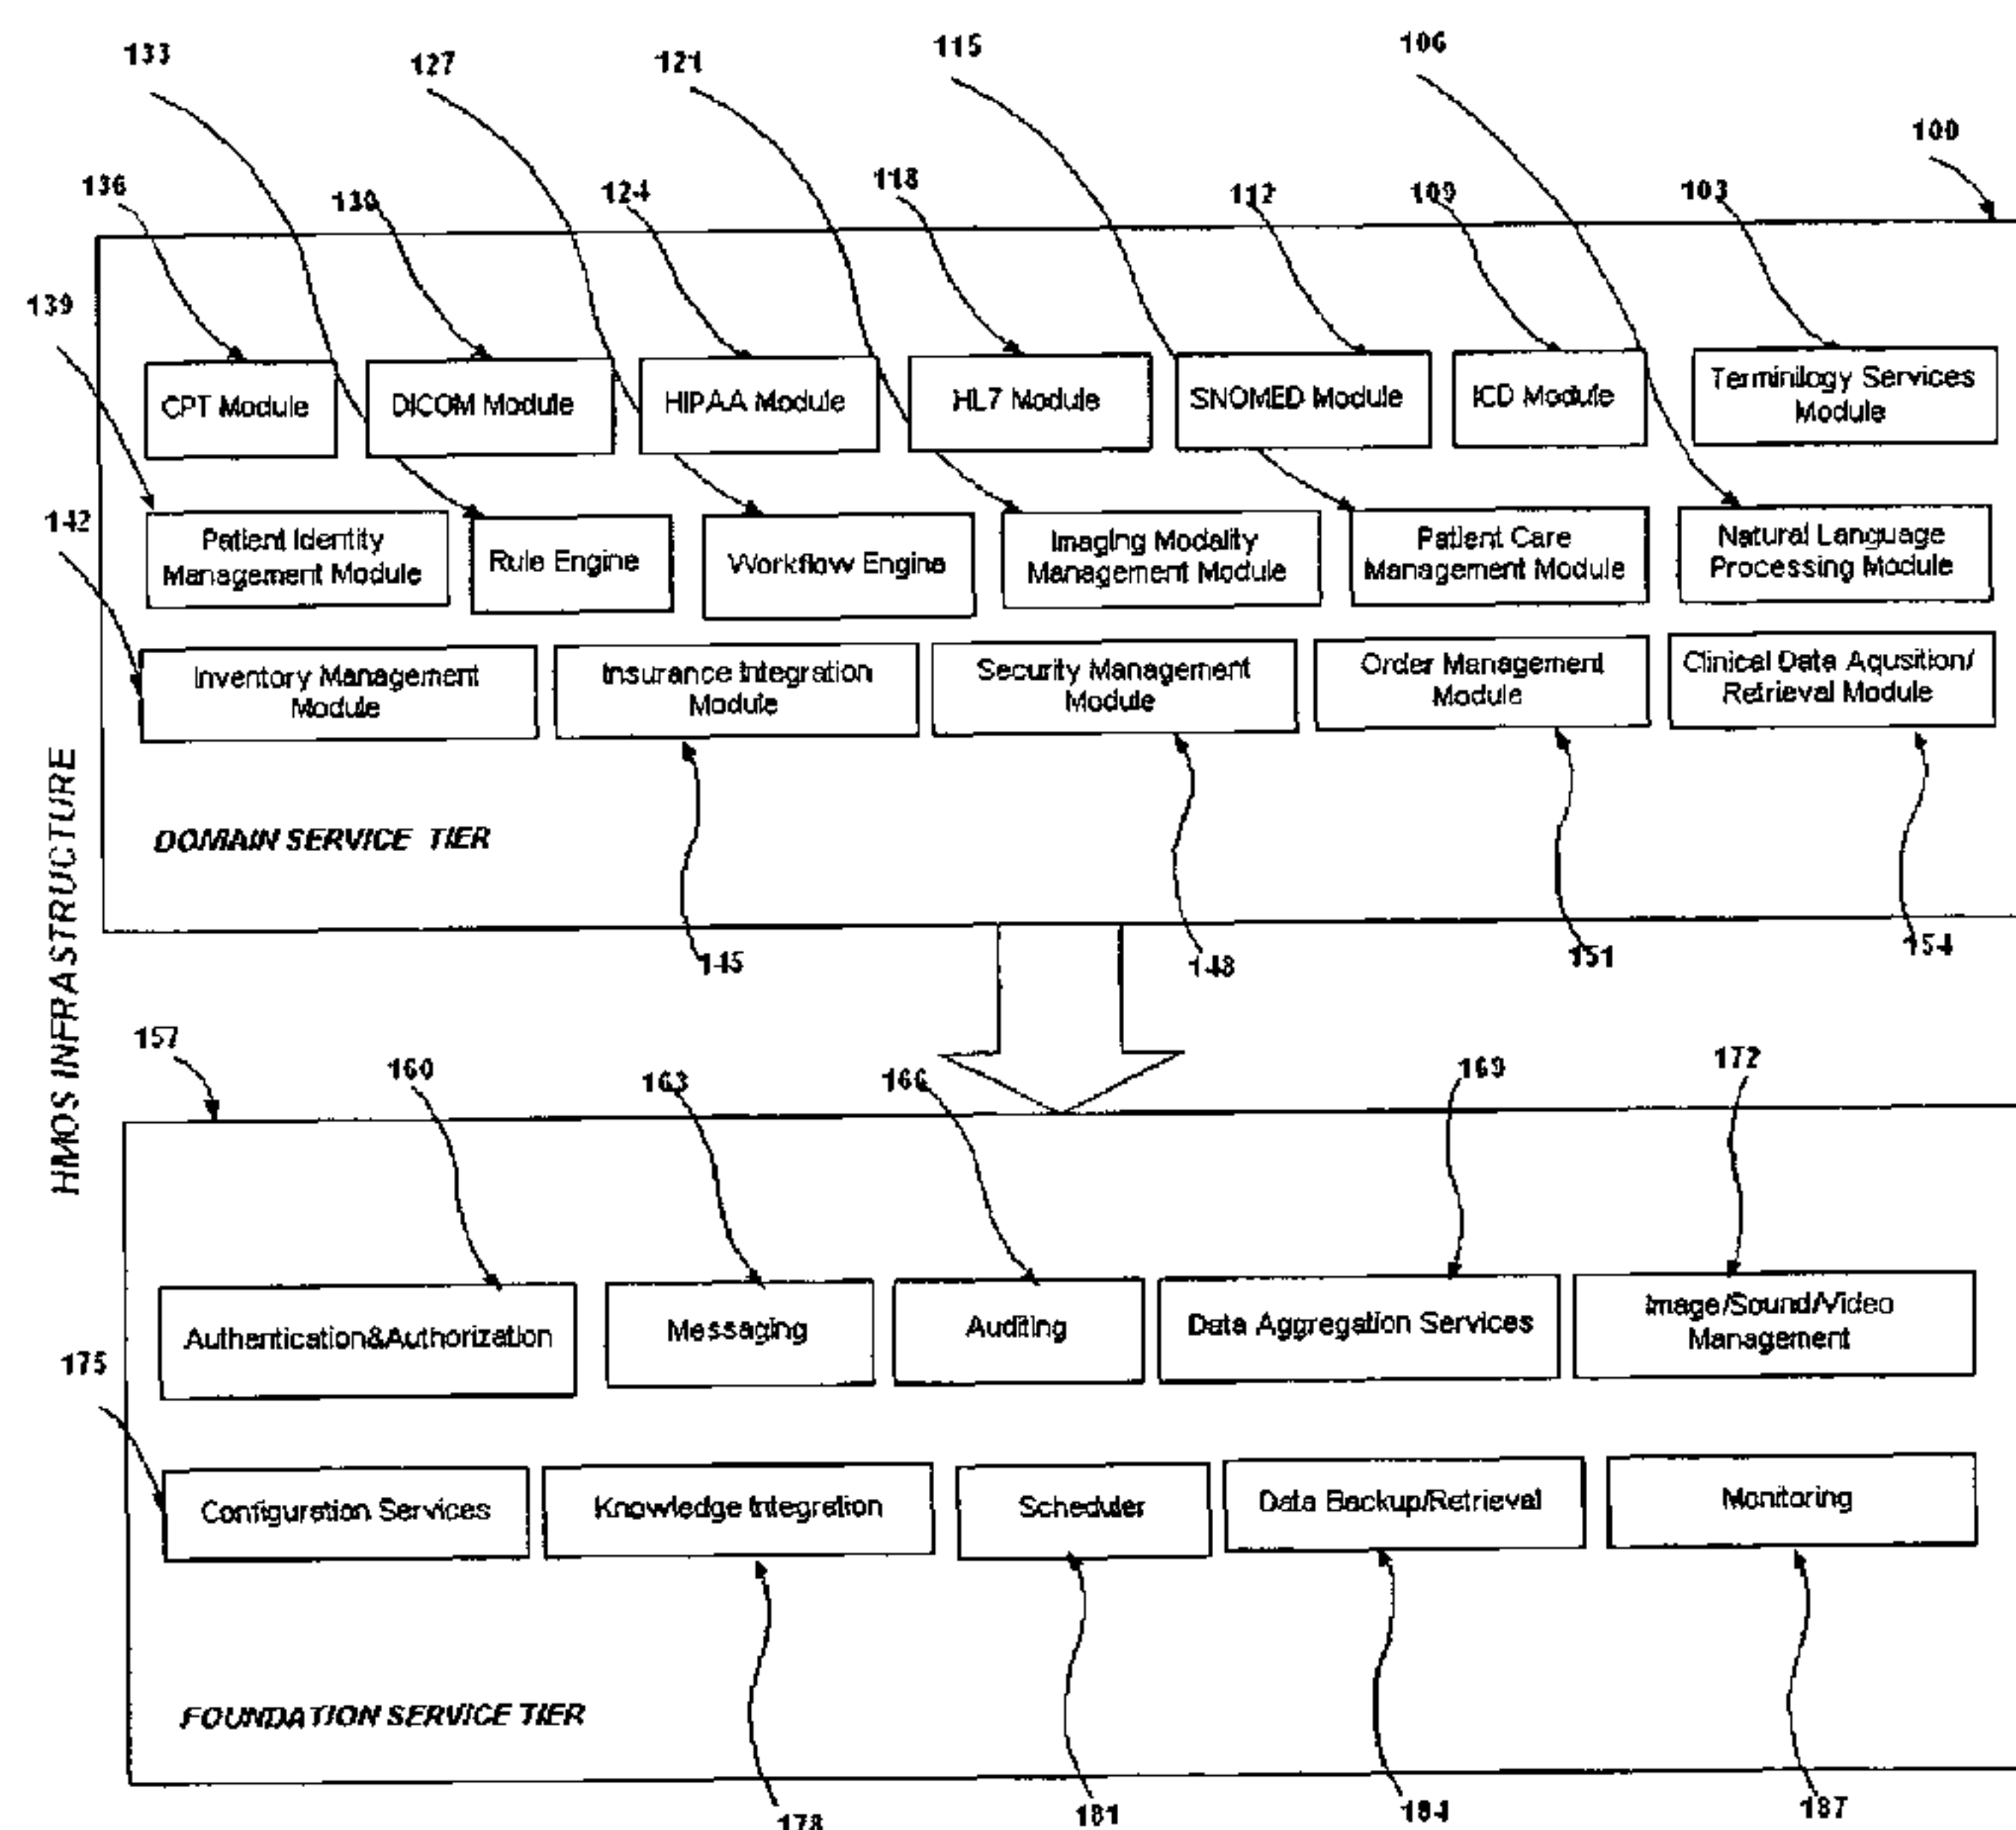 133
127
121
115
106
100
136
130
124
118
112
109
103
139
CPT Module
DICOM Module
HIPAA Module
HL7 Module
SNOMED Module
ICD Module
Terminilogy Services
Module
142
Patient Identity
Management Module
Rule Engine
Workflow Engine
Imaging Modality
Management Module
Patient Care
Management Module
Natural Language
Processing Module
Inventory Management
Module
Insurance Integration
Module
Security Management
Module
Order Management
Module
Clinical Data Aqusition/
Retrieval Module
DOMAIN SERVICE TIER
HMOS INFRASTRUCTURE
145
148
151
154
157
160
163
166
169
172
Authentication&Authorization
Messaging
Auditing
Data Aggregation Services
Image/Sound/Video
Management
175
Configuration Services
Knowledge Integration
Scheduler
Data Backup/Retrieval
Monitoring
FOUNDATION SERVICE TIER
178
181
184
187